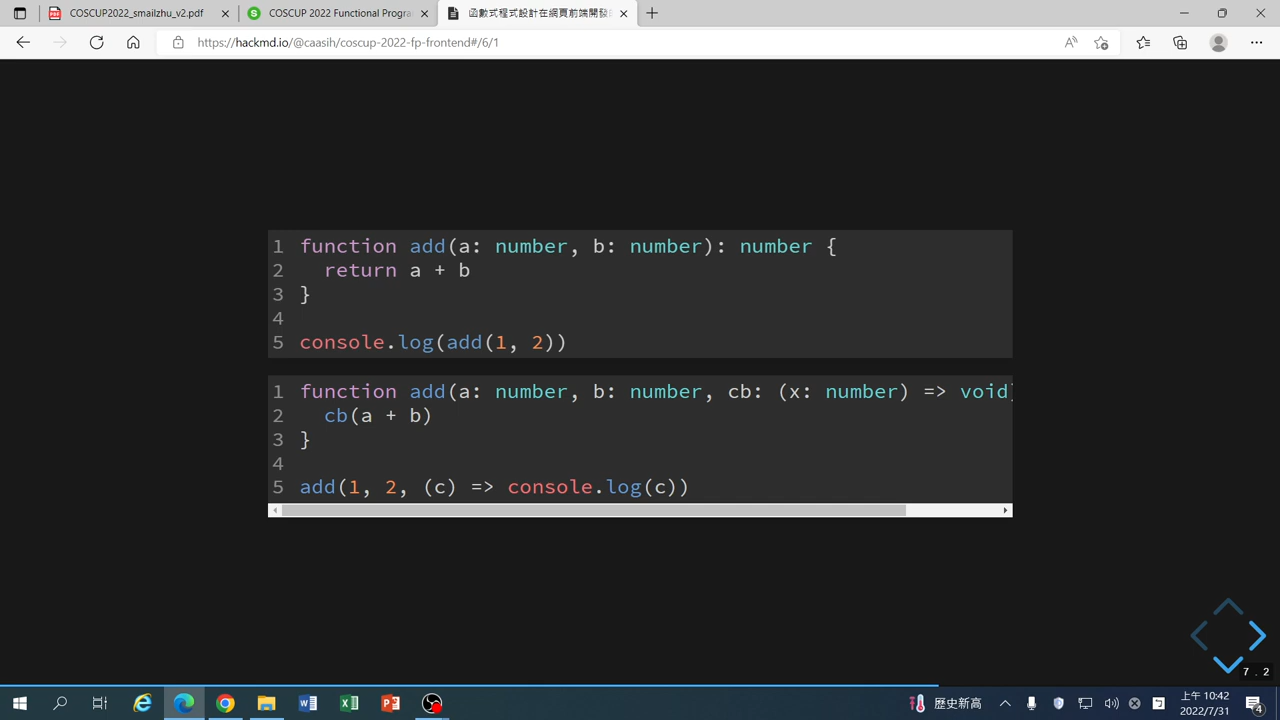 COSCUP2022_smailzhu_v2.pdf
COSCUP 2022 Functional Progra
函數式程式設計在網頁前端開發
https://hackmd.io/@caasih/coscup-2022-fp-frontend#/6/1
1 function add(a: number, b: number): number {
2 return a + b
3 }
4
5 console.log(add(1, 2))
1 function add(a: number, b: number, cb: (x: number) => void)
2 cb(a + b)
3 }
4
5 add(1, 2, (c) => console.log(c))
7 . 2
歷史新高
上午 10:42
2022/7/31
4